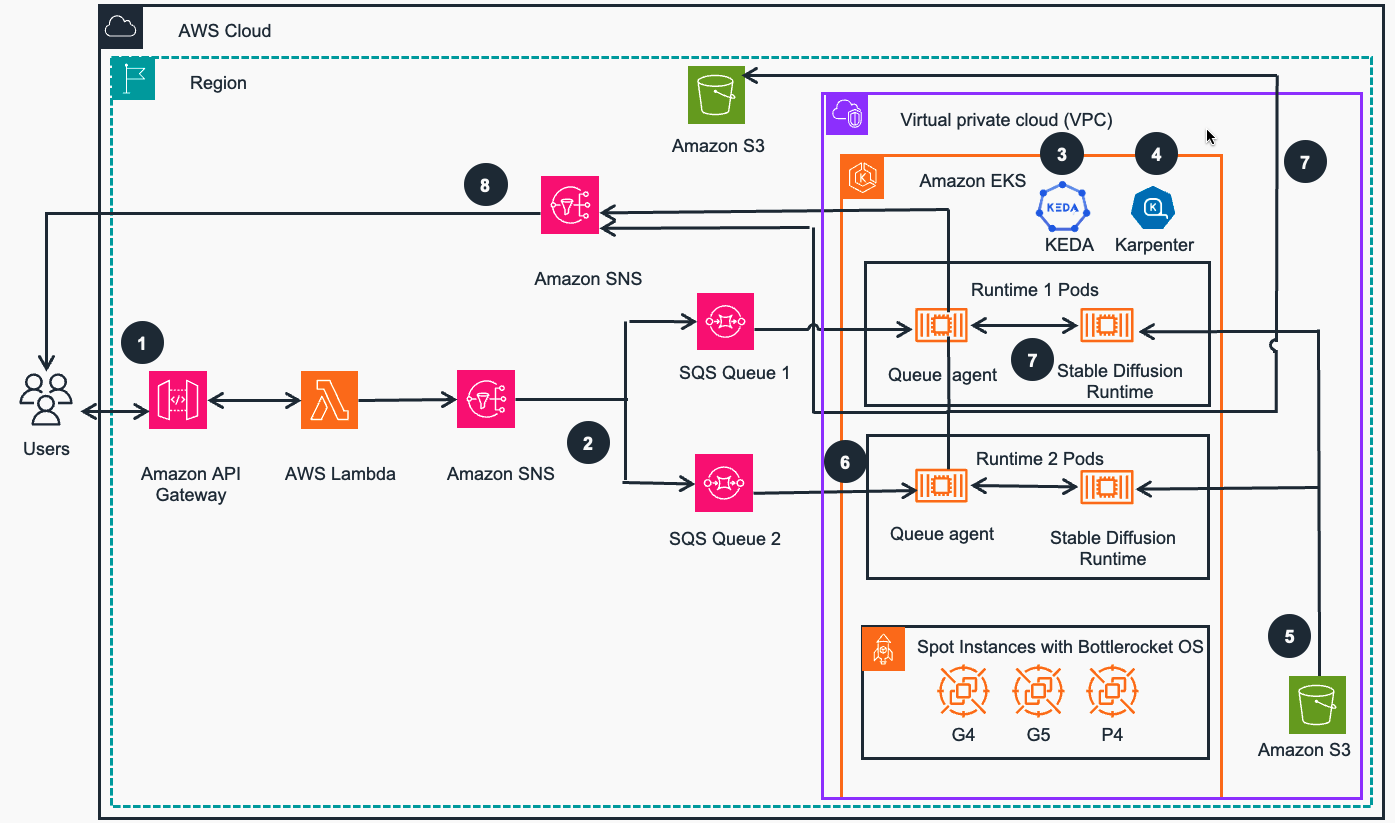 AWS Cloud
Region
Amazon S3
Virtual private cloud (VPC)
3
4
7
8
Amazon EKS
KEDA
KEDA
K
Karpenter
Amazon SNS
Runtime 1 Pods
1
SQS Queue 1
Queue agent
7
Stable Diffusion
Runtime
Users
Amazon API
Gateway
AWS Lambda
Amazon SNS
2
6
Runtime 2 Pods
SQS Queue 2
Queue agent
Stable Diffusion
Runtime
5
Spot Instances with Bottlerocket OS
G4
G5
P4
Amazon S3